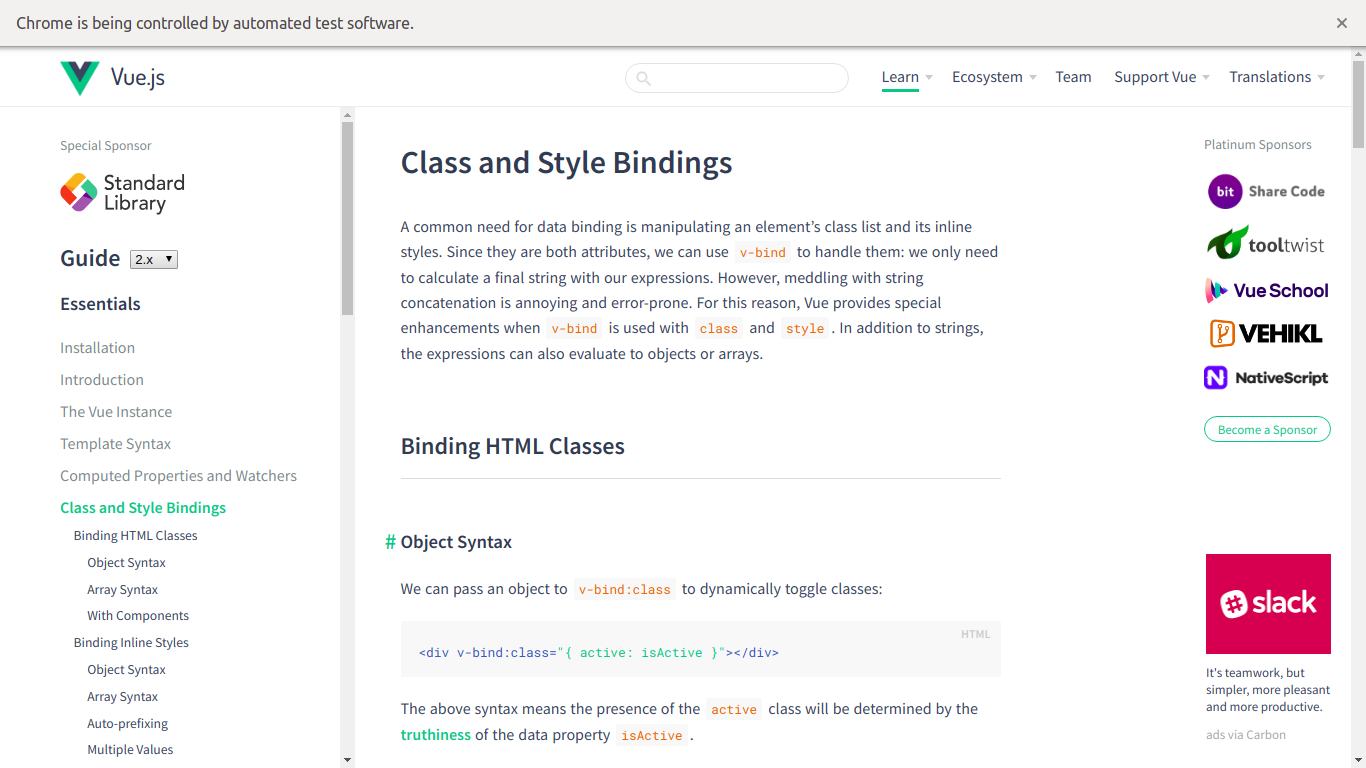 Chrome is being controlled by automated test software.
Vue.js
Learn
Ecosystem
Team
Support Vue
Translations
Special Sponsor
Standard
Library
Guide 2.x
Essentials
Installation
Introduction
The Vue Instance
Template Syntax
Computed Properties and Watchers
Class and Style Bindings
Binding HTML Classes
Object Syntax
Array Syntax
With Components
Binding Inline Styles
Object Syntax
Array Syntax
Auto-prefixing
Multiple Values
Class and Style Bindings
A common need for data binding is manipulating an element’s class list and its inline
styles. Since they are both attributes, we can use v-bind to handle them: we only need
to calculate a final string with our expressions. However, meddling with string
concatenation is annoying and error-prone. For this reason, Vue provides special
enhancements when v-bind is used with class and style. In addition to strings,
the expressions can also evaluate to objects or arrays.
Binding HTML Classes
# Object Syntax
We can pass an object to v-bind:class to dynamically toggle classes:
HTML
<div v-bind:class="{ active: isActive }"></div>
The above syntax means the presence of the active class will be determined by the
truthiness of the data property isActive.
Platinum Sponsors
bit Share Code
tooltwist
Vue School
VEHIKL
NativeScript
Become a Sponsor
slack
It's teamwork, but
simpler, more pleasant
and more productive.
ads via Carbon